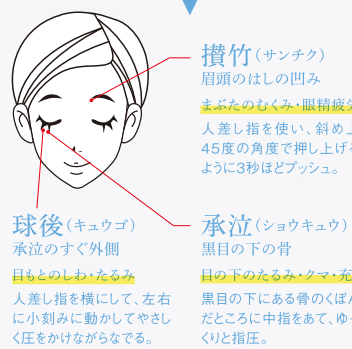 攅竹（サンチク）
眉頭のはしの凹み
まぶたのむくみ・眼精疲
人差し指を使い、斜め
45度の角度で押し上げ
ように3秒ほどプッシュ。
球後（キュウゴ）
承泣のすぐ外側
目もとのしわ・たるみ
人差し指を横にして、左右
に小刻みに動かしてやさし
く圧をかけながらなでる。
承泣（ショウキュウ）
黒目の下の骨
目の下のたるみ・クマ・充
黒目の下にある骨のくぼ
だところに中指をあて、ゆ
くりと指圧。